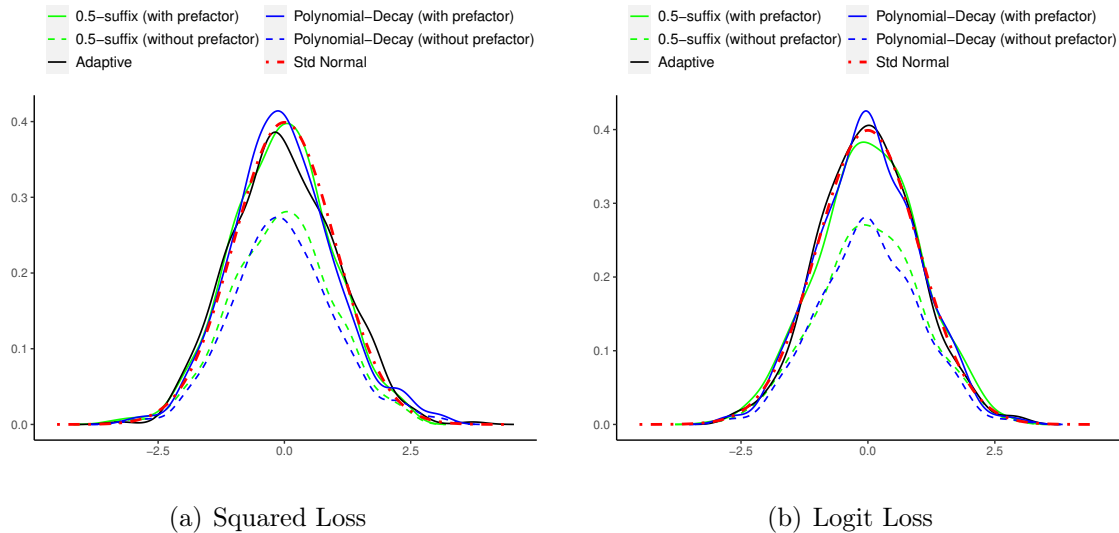 0.5−suffix (with prefactor) Polynomial−Decay (with prefactor)
0.5−suffix (without prefactor) Polynomial−Decay (without prefactor)
Adaptive Std Normal
0.4
0.3
0.2
0.1
0.0
−2.5 0.0 2.5
(a) Squared Loss
0.5−suffix (with prefactor) Polynomial−Decay (with prefactor)
0.5−suffix (without prefactor) Polynomial−Decay (without prefactor)
Adaptive Std Normal
0.4
0.3
0.2
0.1
0.0
−2.5 0.0 2.5
(b) Logit Loss